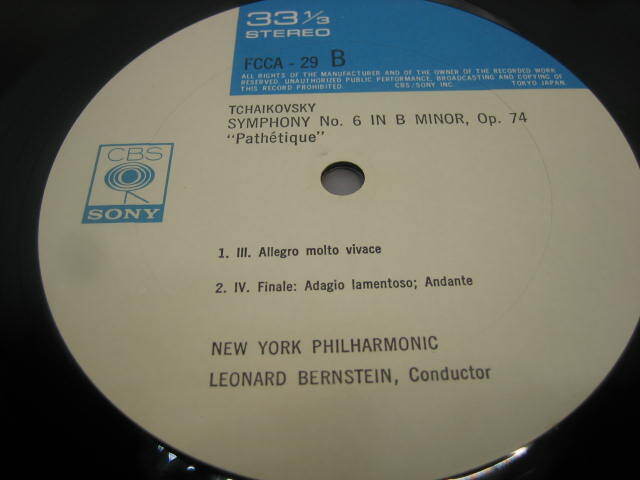 33 1/3
STEREO
FCCA - 29 B
ALL RIGHTS OF THE MANUFACTURER AND OF THE OWNER OF THE RECORDED WORK
RESERVED. UNAUTHORIZED PUBLIC PERFORMANCE, BROADCASTING AND COPYING OF
THIS RECORD PROHIBITED. CBS/SONY INC. TOKYO JAPAN.
TCHAIKOVSKY
SYMPHONY No. 6 IN B MINOR, Op. 74
"Pathétique"
CBS
SONY
1. III. Allegro molto vivace
2. IV. Finale: Adagio lamentoso; Andante
NEW YORK PHILHARMONIC
LEONARD BERNSTEIN, Conductor